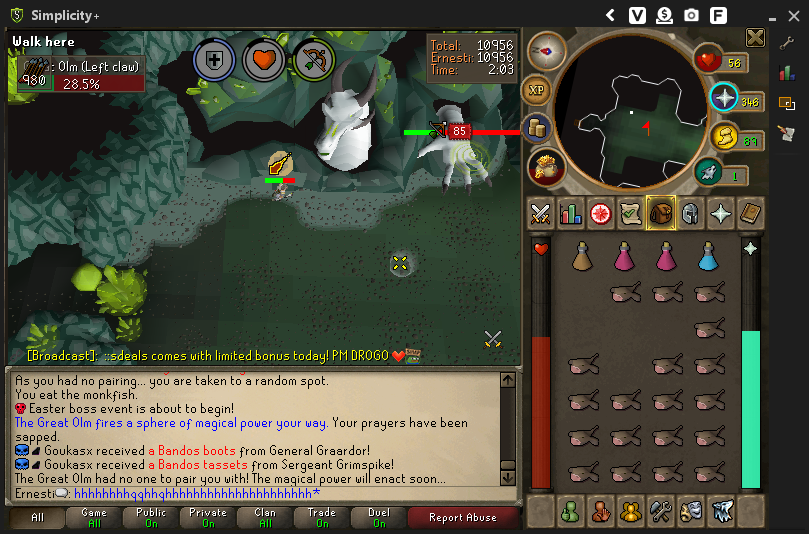 Simplicity+
Walk here
: Olm (Left claw)
980
28.5%
Total: 10956
Ernesti: 10956
Time: 2:03
85
XP
56
346
89
1
[Broadcast]: ::sdeals comes with limited bonus today! PM DROGO
As you had no pairing... you are taken to a random spot.
You eat the monkfish.
Easter boss event is about to begin!
The Great Olm fires a sphere of magical power your way. Your prayers have been
sapped.
Goukasx received a Bandos boots from General Graardor!
Goukasx received a Bandos tassets from Sergeant Grimspike!
The Great Olm had no one to pair you with! The magical power will enact soon...
Ernesti: hhhhhhhhqqhhqhhhhhhhhhhhhhhhhhhhhhh*
All
Game
All
Public
On
Private
On
Clan
All
Trade
On
Duel
On
Report Abuse